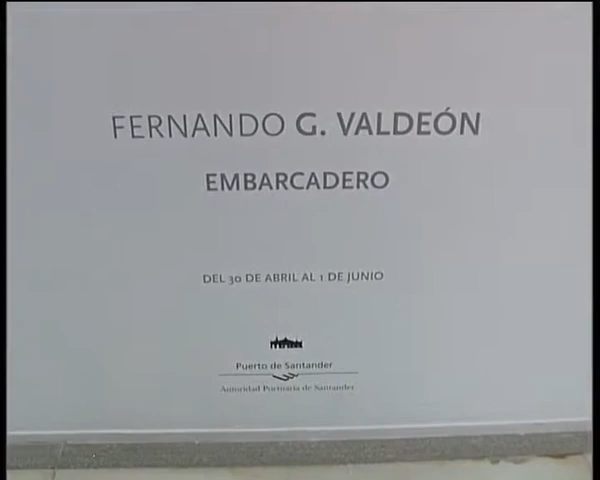 FERNANDO G. VALDEÓN
EMBARCADERO
DEL 30 DE ABRIL AL 1 DE JUNIO
Puerto de Santander
Autoridad Portuaria de Santander